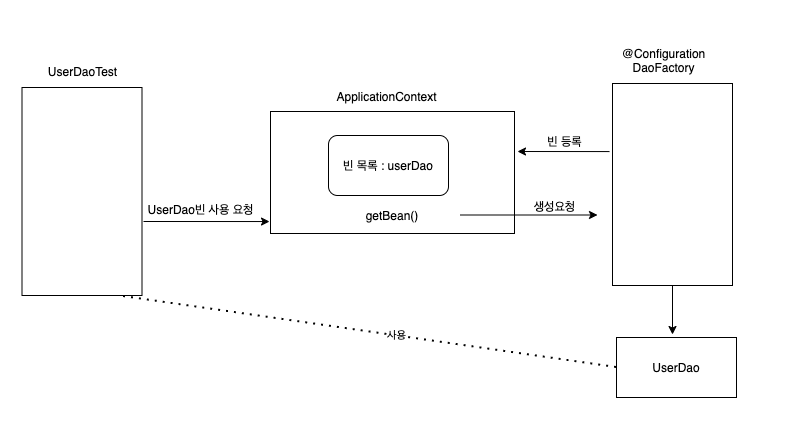 UserDaoTest
ApplicationContext
@Configuration
DaoFactory
빈 목록 : userDao
빈 등록
UserDao빈 사용 요청
getBean()
생성요청
사용
UserDao